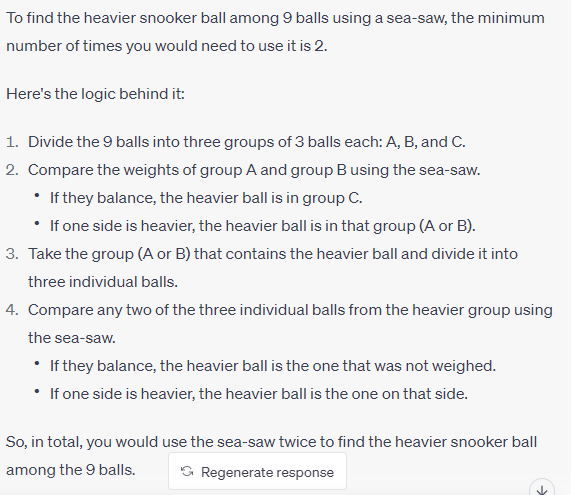 To find the heavier snooker ball among 9 balls using a sea-saw, the minimum
number of times you would need to use it is 2.
Here's the logic behind it:
1. Divide the 9 balls into three groups of 3 balls each: A, B, and C.
2. Compare the weights of group A and group B using the sea-saw.
• If they balance, the heavier ball is in group C.
• If one side is heavier, the heavier ball is in that group (A or B).
3. Take the group (A or B) that contains the heavier ball and divide it into
three individual balls.
4. Compare any two of the three individual balls from the heavier group using
the sea-saw.
• If they balance, the heavier ball is the one that was not weighed.
• If one side is heavier, the heavier ball is the one on that side.
So, in total, you would use the sea-saw twice to find the heavier snooker ball
among the 9 balls.
Regenerate response